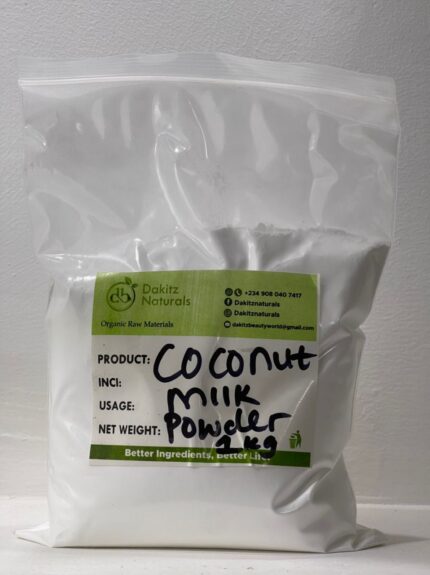 Dakitz
Naturals
Organic Raw Materials
+234 908 040 7417
Dakitznaturals
Dakitznaturals
dakitzbeautyworld@gmail.com
PRODUCT: Coconut
INCI:
USAGE: Milk
NET WEIGHT: Powder
1kg
Better Ingredients, Better Life!